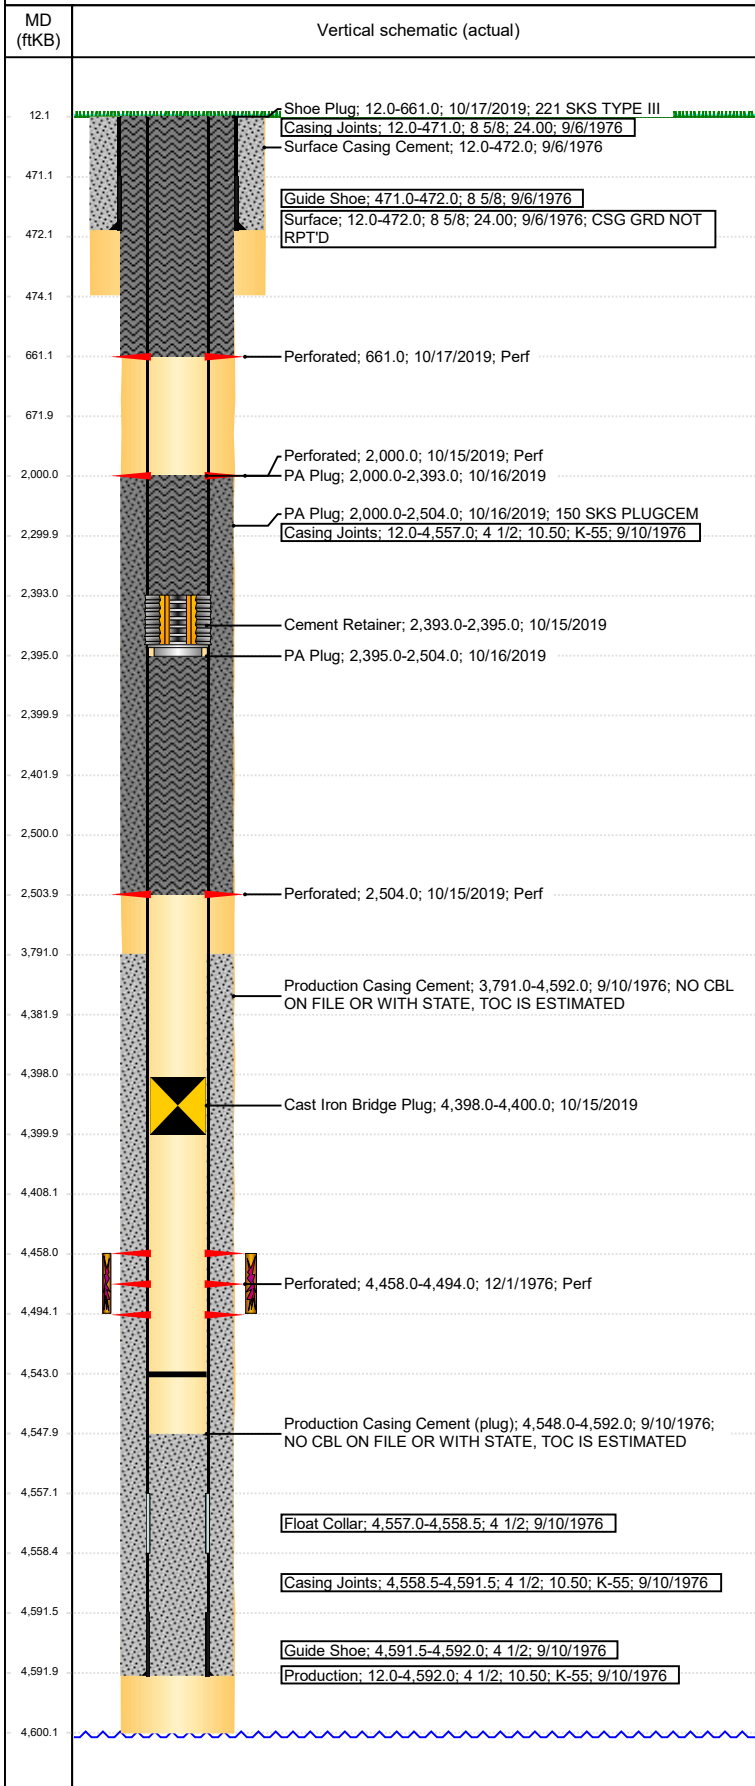 MD
(ftKB)
Vertical schematic (actual)
12.1
Shoe Plug; 12.0-661.0; 10/17/2019; 221 SKS TYPE III
Casing Joints; 12.0-471.0; 8 5/8; 24.00; 9/6/1976
Surface Casing Cement; 12.0-472.0; 9/6/1976
471.1
Guide Shoe; 471.0-472.0; 8 5/8; 9/6/1976
Surface; 12.0-472.0; 8 5/8; 24.00; 9/6/1976; CSG GRD NOT
RPT'D
472.1
474.1
661.1
Perforated; 661.0; 10/17/2019; Perf
671.9
Perforated; 2,000.0; 10/15/2019; Perf
2,000.0
PA Plug; 2,000.0-2,393.0; 10/16/2019
PA Plug; 2,000.0-2,504.0; 10/16/2019; 150 SKS PLUGCEM
Casing Joints; 12.0-4,557.0; 4 1/2; 10.50; K-55; 9/10/1976
2,299.9
2,393.0
Cement Retainer; 2,393.0-2,395.0; 10/15/2019
2,395.0
PA Plug; 2,395.0-2,504.0; 10/16/2019
2,399.9
2,401.9
2,500.0
2,503.9
Perforated; 2,504.0; 10/15/2019; Perf
3,791.0
Production Casing Cement; 3,791.0-4,592.0; 9/10/1976; NO CBL
ON FILE OR WITH STATE, TOC IS ESTIMATED
4,381.9
4,398.0
Cast Iron Bridge Plug; 4,398.0-4,400.0; 10/15/2019
4,399.9
4,408.1
4,458.0
Perforated; 4,458.0-4,494.0; 12/1/1976; Perf
4,494.1
4,543.0
Production Casing Cement (plug); 4,548.0-4,592.0; 9/10/1976;
NO CBL ON FILE OR WITH STATE, TOC IS ESTIMATED
4,547.9
4,557.1
Float Collar; 4,557.0-4,558.5; 4 1/2; 9/10/1976
4,558.4
Casing Joints; 4,558.5-4,591.5; 4 1/2; 10.50; K-55; 9/10/1976
4,591.5
Guide Shoe; 4,591.5-4,592.0; 4 1/2; 9/10/1976
4,591.9
Production; 12.0-4,592.0; 4 1/2; 10.50; K-55; 9/10/1976
4,600.1